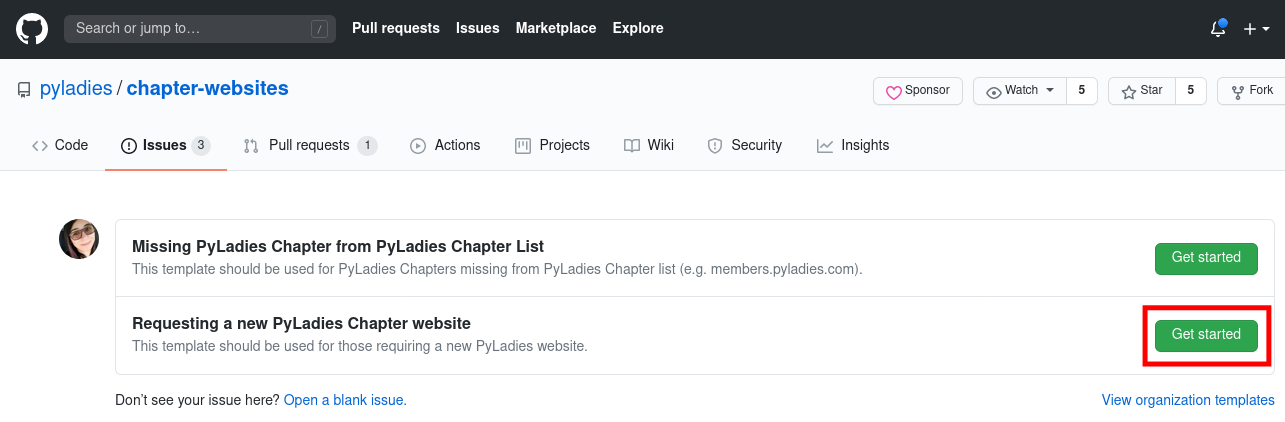 Search or jump to… / Pull requests Issues Marketplace Explore
pyladies / chapter-websites Sponsor Watch 5 Star 5 Fork
Code Issues 3 Pull requests 1 Actions Projects Wiki Security Insights
Missing PyLadies Chapter from PyLadies Chapter List
This template should be used for PyLadies Chapters missing from PyLadies Chapter list (e.g. members.pyladies.com).
Get started
Requesting a new PyLadies Chapter website
This template should be used for those requiring a new PyLadies website.
Get started
Don't see your issue here? Open a blank issue. View organization templates